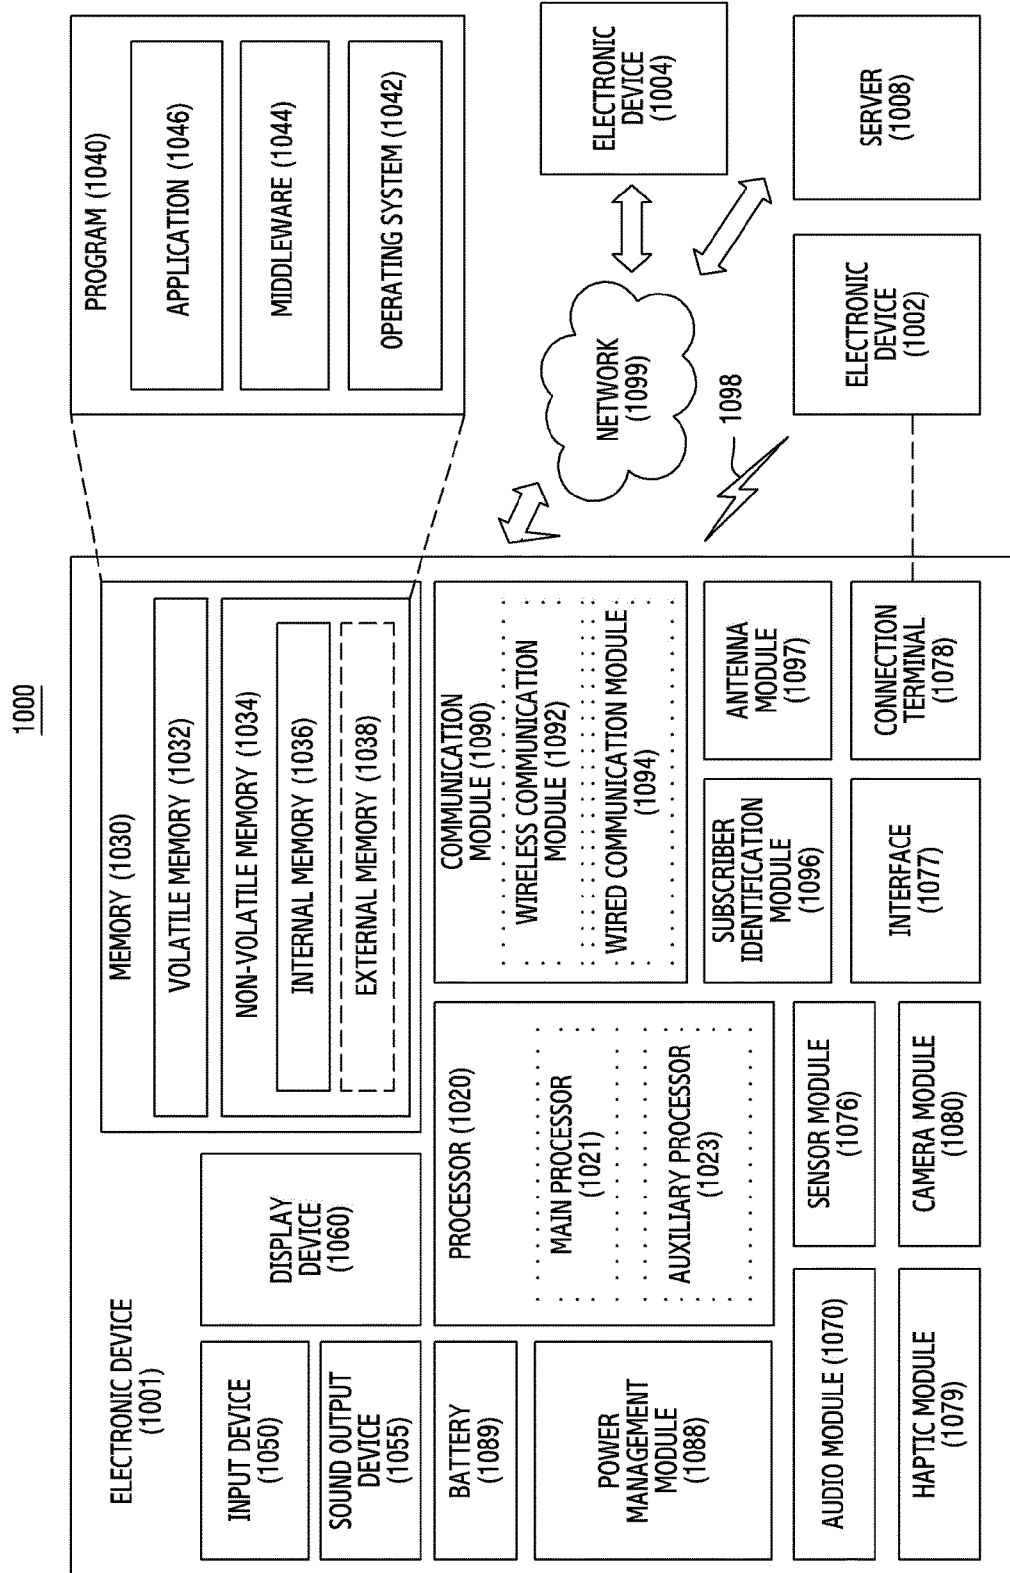 1000
ELECTRONIC DEVICE
(1001)
INPUT DEVICE
(1050)
SOUND OUTPUT
DEVICE
(1055)
BATTERY
(1089)
POWER
MANAGEMENT
MODULE
(1088)
AUDIO MODULE (1070)
HAPTIC MODULE
(1079)
DISPLAY
DEVICE
(1060)
PROCESSOR (1020)
MAIN PROCESSOR
(1021)
AUXILIARY PROCESSOR
(1023)
SENSOR MODULE
(1076)
CAMERA MODULE
(1080)
MEMORY (1030)
VOLATILE MEMORY (1032)
NON-VOLATILE MEMORY (1034)
INTERNAL MEMORY (1036)
EXTERNAL MEMORY (1038)
COMMUNICATION
MODULE (1090)
WIRELESS COMMUNICATION
MODULE (1092)
WIRED COMMUNICATION MODULE
(1094)
SUBSCRIBER
IDENTIFICATION
MODULE
(1096)
ANTENNA
MODULE
(1097)
INTERFACE
(1077)
CONNECTION
TERMINAL
(1078)
PROGRAM (1040)
APPLICATION (1046)
MIDDLEWARE (1044)
OPERATING SYSTEM (1042)
NETWORK
(1099)
1098
ELECTRONIC
DEVICE
(1004)
ELECTRONIC
DEVICE
(1002)
SERVER
(1008)